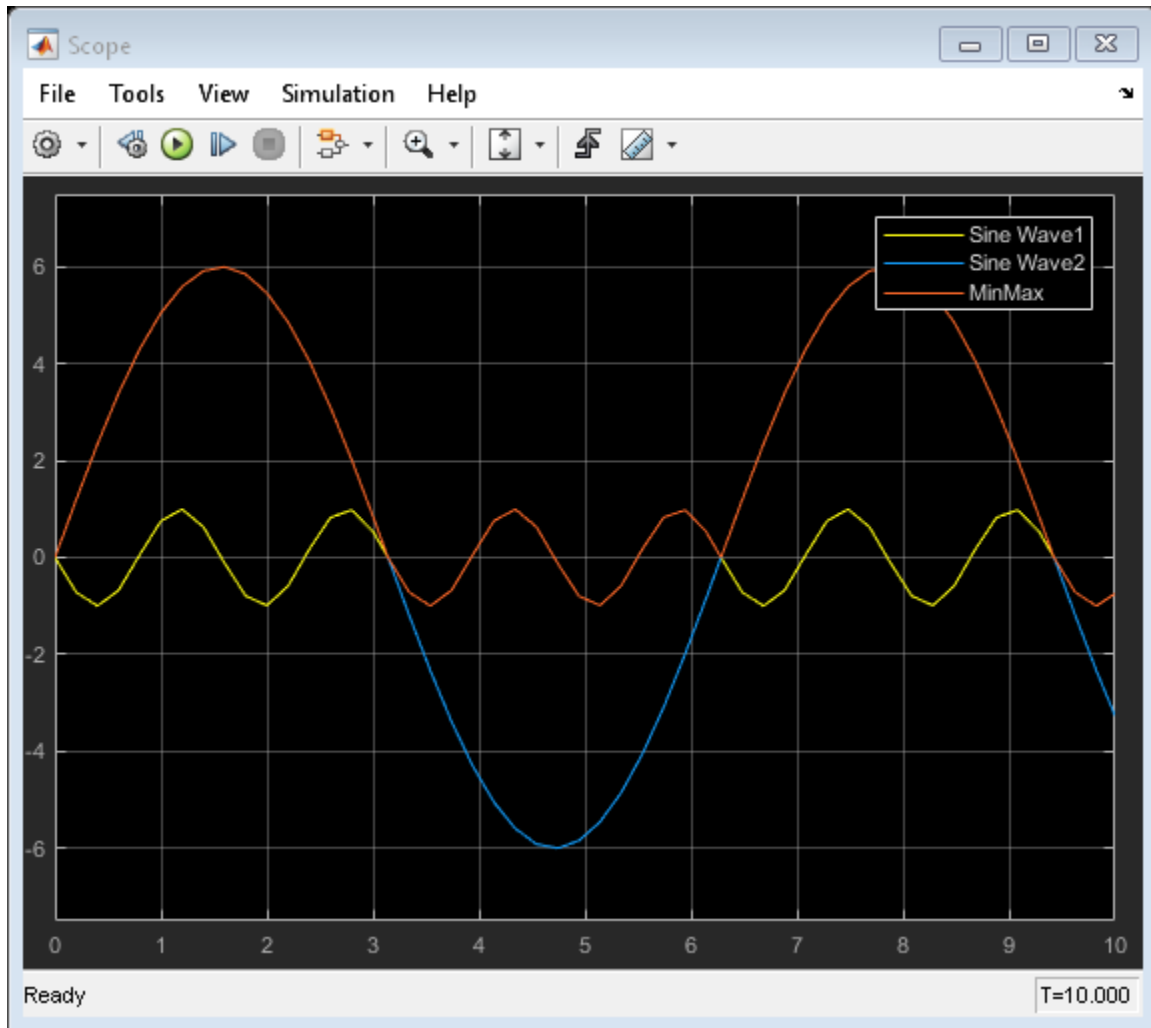 Scope
File Tools View Simulation Help
Sine Wave1
Sine Wave2
MinMax
6
4
2
0
-2
-4
-6
0 1 2 3 4 5 6 7 8 9 10
Ready T=10.000